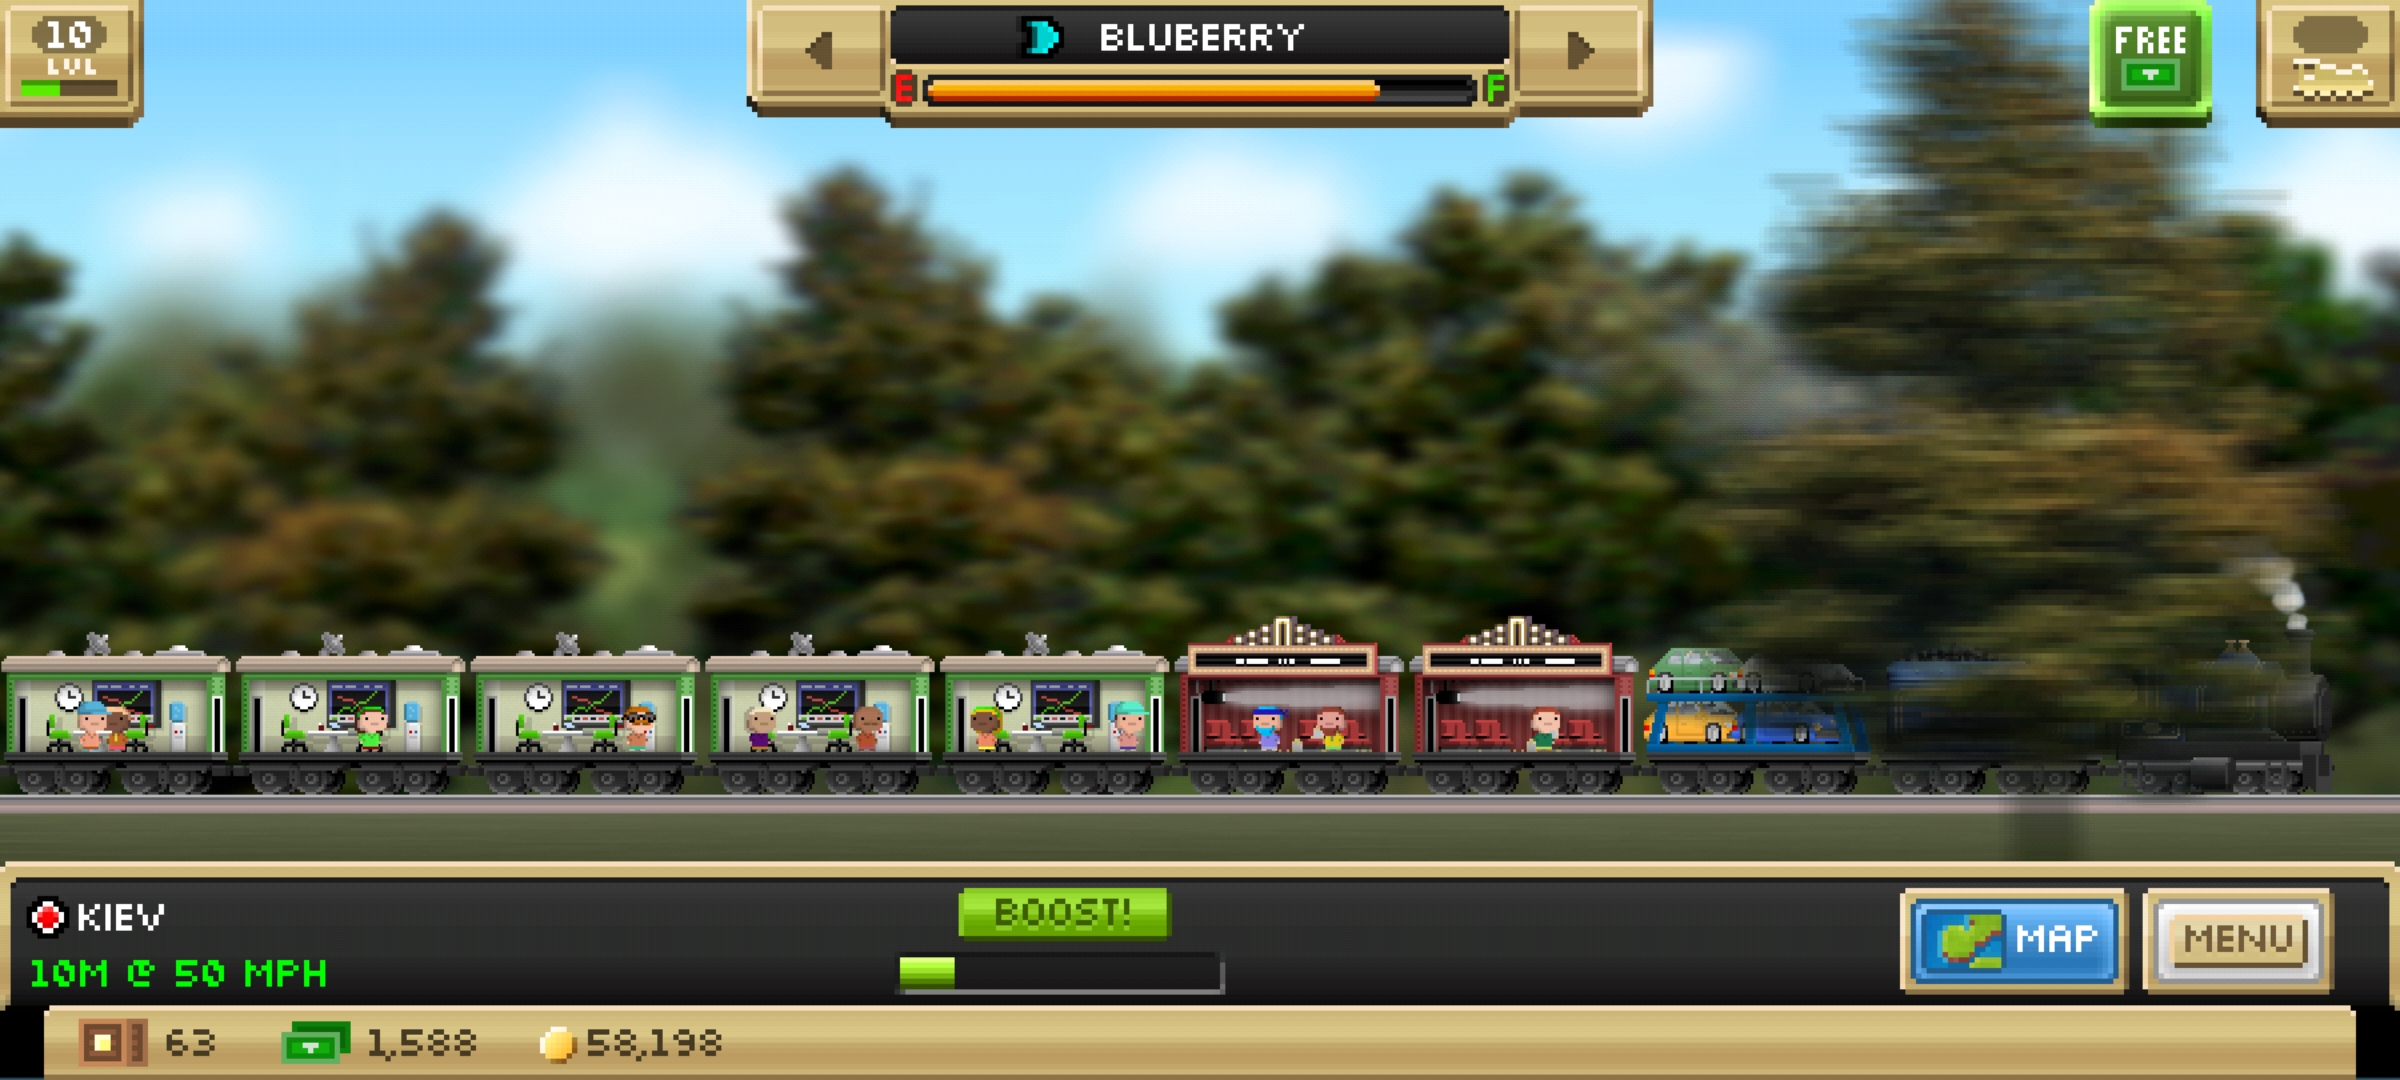 10
LVL
BLUBERRY
E
F
FREE
KIEV
10M @ 50 MPH
BOOST!
MAP
MENU
63
1,588
58,198